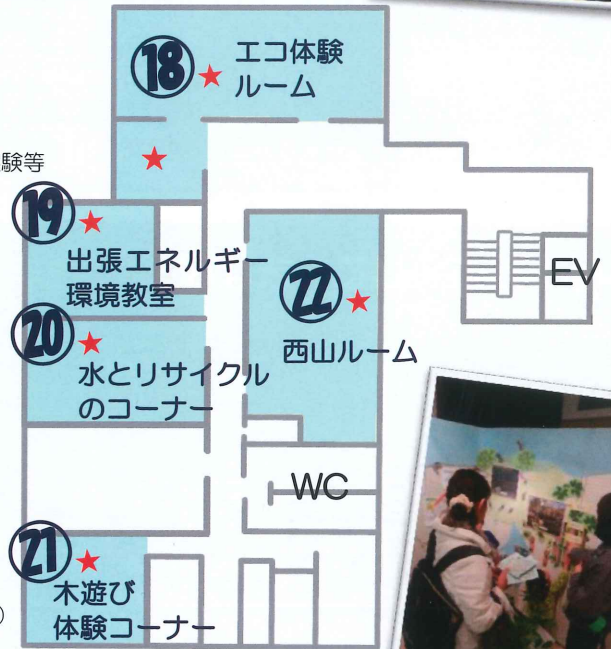 ⑱
エコ体験
ルーム
験等
⑲
出張エネルギー
環境教室
⑳
水とリサイクル
のコーナー
㉒
西山ルーム
EV
WC
㉑
木遊び
体験コーナー
)